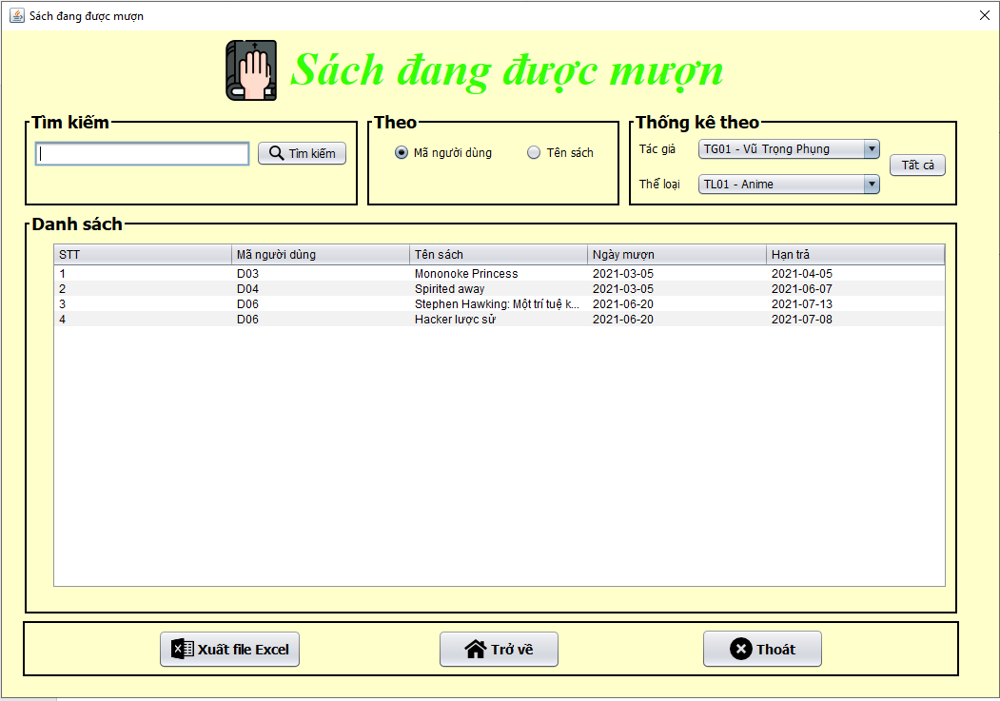 Sách đang được mượn
Sách đang được mượn
Tìm kiếm
Tìm kiếm
Theo
Mã người dùng
Tên sách
Thống kê theo
Tác giả
TG01 - Vũ Trọng Phụng
Thể loại
TL01 - Anime
Tất cả
Danh sách
STT Mã người dùng Tên sách Ngày mượn Hạn trả
1 D03 Mononoke Princess 2021-03-05 2021-04-05
2 D04 Spirited away 2021-03-05 2021-06-07
3 D06 Stephen Hawking: Một trí tuệ k... 2021-06-20 2021-07-13
4 D06 Hacker lược sử 2021-06-20 2021-07-08
Xuất file Excel
Trở về
Thoát